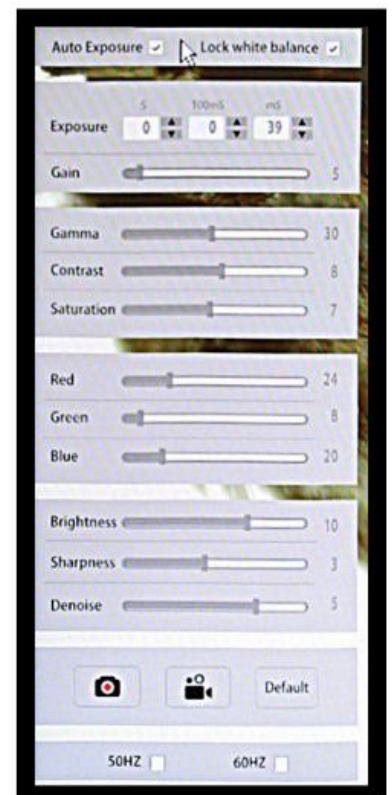 Auto Exposure Lock white balance
S 100mS mS
Exposure 0 0 39
Gain 5
Gamma 30
Contrast 8
Saturation 7
Red 24
Green 8
Blue 20
Brightness 10
Sharpness 3
Denoise 5
Default
50HZ 60HZ